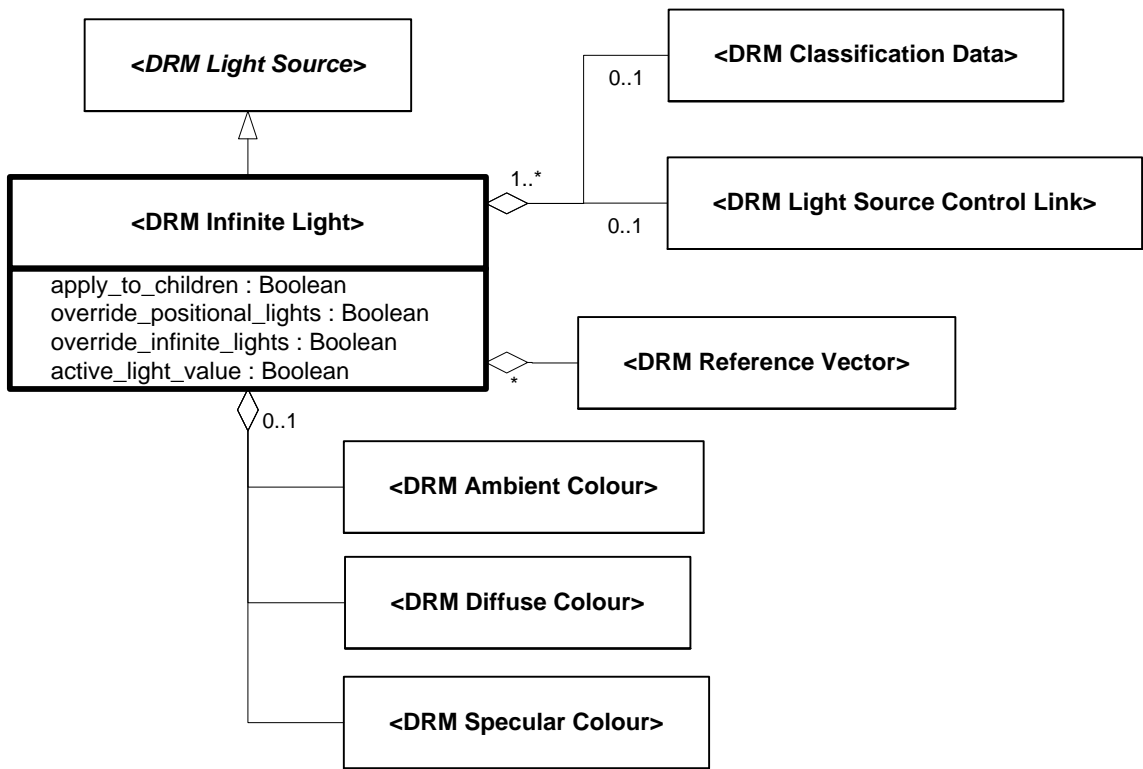 <DRM Light Source>
<DRM Classification Data>
0..1
1..*
<DRM Infinite Light>
<DRM Light Source Control Link>
0..1
apply_to_children : Boolean
override_positional_lights : Boolean
override_infinite_lights : Boolean
active_light_value : Boolean
<DRM Reference Vector>
*
0..1
<DRM Ambient Colour>
<DRM Diffuse Colour>
<DRM Specular Colour>